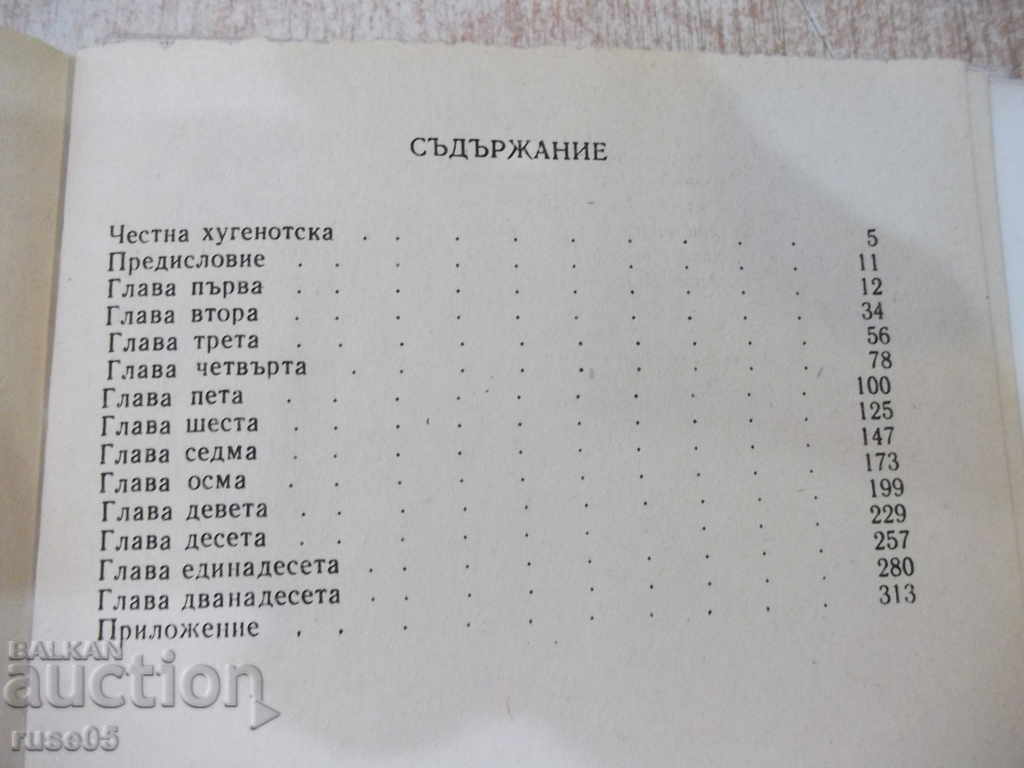 СЪДЪРЖАНИЕ
Честна хугенотска . . . . . . . . . 5
Предисловие . . . . . . . . . . 11
Глава първа . . . . . . . . . . 12
Глава втора . . . . . . . . . . 34
Глава трета . . . . . . . . . . 56
Глава четвърта . . . . . . . . . 78
Глава пета . . . . . . . . . . 100
Глава шеста . . . . . . . . . . 125
Глава седма . . . . . . . . . . 147
Глава осма . . . . . . . . . . 173
Глава девета . . . . . . . . . . 199
Глава десета . . . . . . . . . . 229
Глава единадесета . . . . . . . . . 257
Глава дванадесета . . . . . . . . . 280
Приложение . . . . . . . . . . 313
BALKAN
auction
ruse05